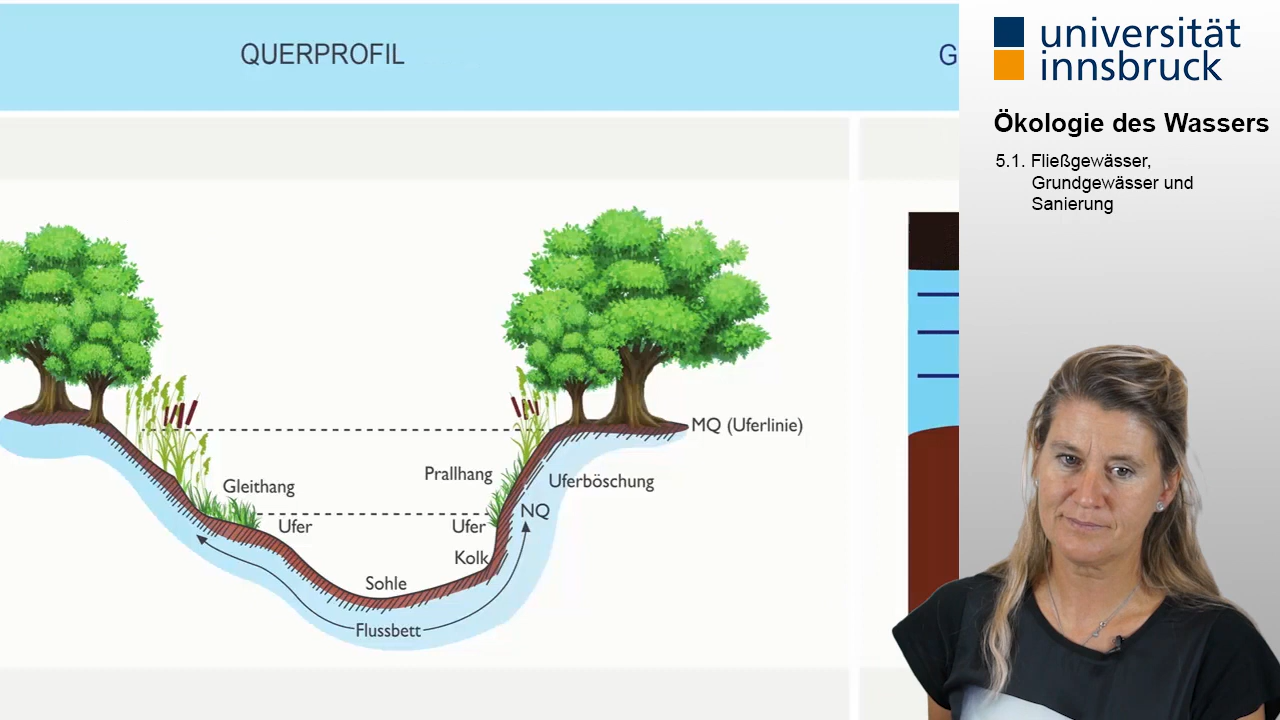 QUERPROFIL
G
universität
innsbruck
Ökologie des Wassers
5.1. Fließgewässer,
Grundgewässer und
Sanierung
MQ (Uferlinie)
Prallhang
Uferböschung
Gleithang
NQ
Ufer
Ufer
Kolk
Sohle
Flussbett